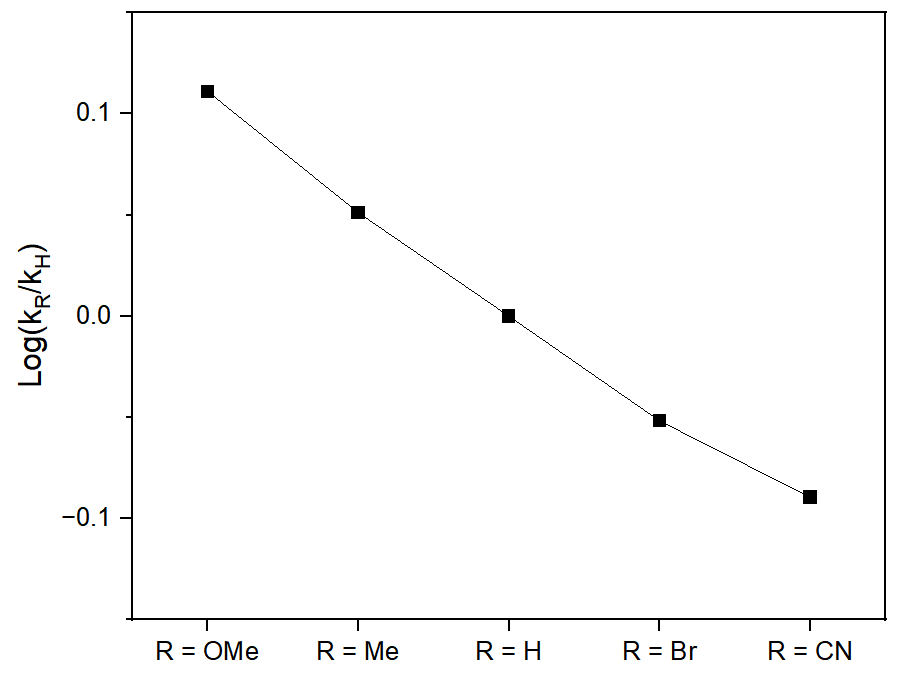 0.1
0.0
−0.1
Log(kR/kH)
R = OMe
R = Me
R = H
R = Br
R = CN